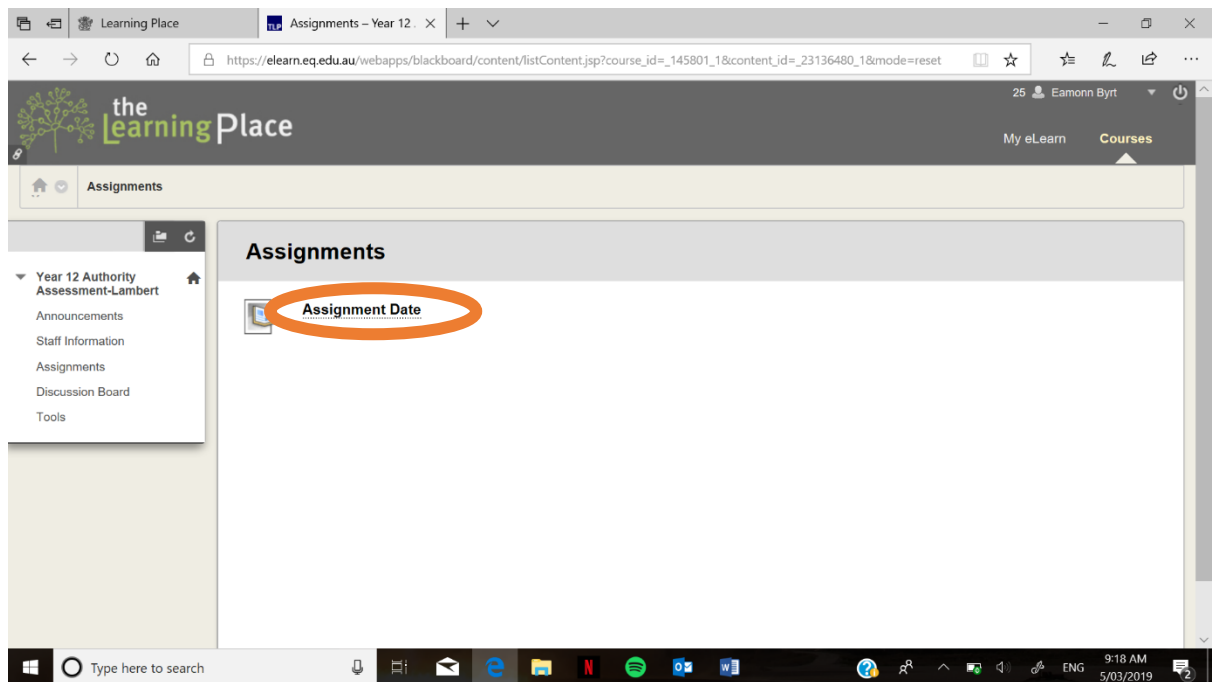 Learning Place
TLP Assignments – Year 12.
https://elearn.eq.edu.au/webapps/blackboard/content/listContent.jsp?course_id=_145801_1&content_id=_23136480_1&mode=reset
25 Eamonn Byrt
the
Learning Place
My eLearn Courses
Assignments
Assignments
Year 12 Authority
Assessment-Lambert
Announcements
Staff Information
Assignments
Discussion Board
Tools
Assignment Date
Type here to search
N
ENG
9:18 AM
5/03/2019
2